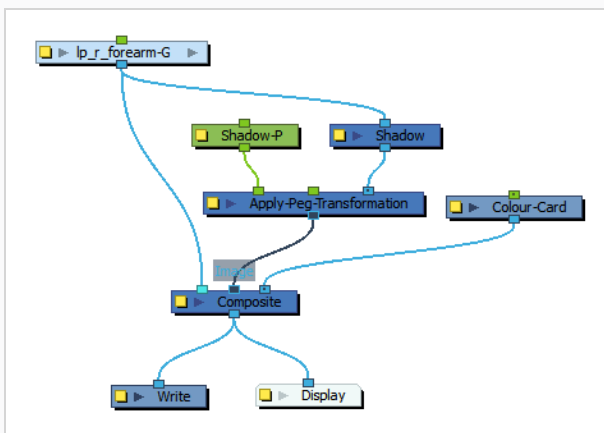 lp_r_forearm-G
Shadow-P
Shadow
Apply-Peg-Transformation
Colour-Card
Image
Composite
Write
Display